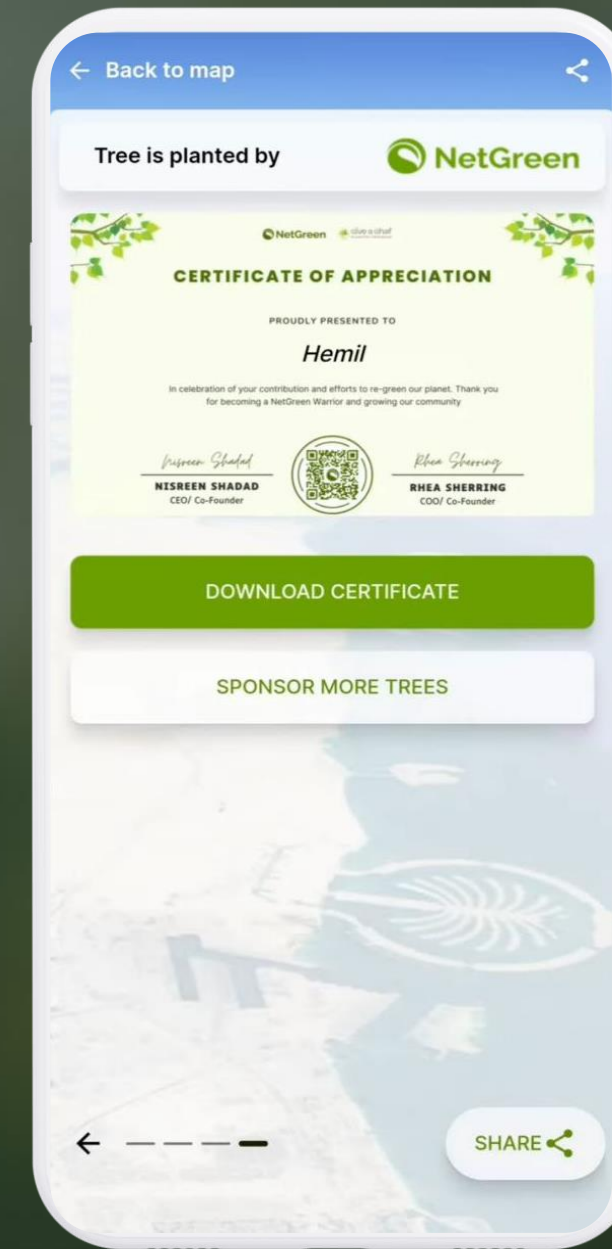 Back to map
Tree is planted by
NetGreen
NetGreen give a ghaf
CERTIFICATE OF APPRECIATION
PROUDLY PRESENTED TO
Hemil
In celebration of your contribution and efforts to re-green our planet. Thank you
for becoming a NetGreen Warrior and growing our community
Nisreen Shadad
Rhea Sherring
NISREEN SHADAD
CEO/ Co-Founder
RHEA SHERRING
COO/ Co-Founder
DOWNLOAD CERTIFICATE
SPONSOR MORE TREES
SHARE